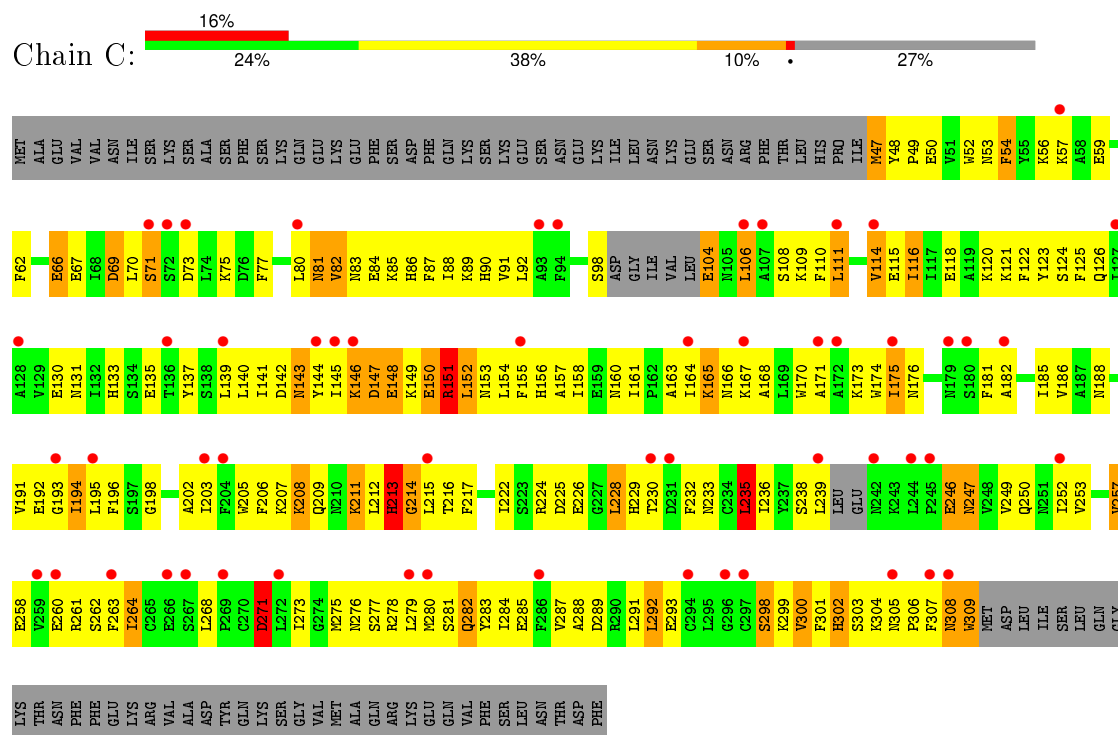 16%
Chain C:
24% 38% 10% • 27%
MET ALA GLU VAL VAL ASN ILE SER LYS SER ALA SER PHE SER LYS GLN GLU LYS GLU PHE SER ASP PHE GLN LYS SER LYS GLU SER ASN GLU LYS ILE LEU ASN LYS GLU SER ASN ARG PHE THR LEU HIS PRO ILE M47 Y48 P49 E50 V51 W52 N53 F54 Y55 K56 K57 A58 E59
F62 E66 E67 I68 D69 L70 S71 S72 D73 L74 K75 D76 F77 L80 N81 V82 N83 E84 K85 H86 F87 I88 K89 H90 V91 L92 A93 F94 S98 ASP GLY ILE VAL LEU E104 N105 L106 A107 S108 K109 F110 L111 V114 E115 I116 I117 E118 A119 K120 K121 F122 Y123 S124 F125 Q126 I127
A128 V129 E130 N131 I132 H133 S134 E135 T136 Y137 S138 L139 L140 I141 D142 N143 Y144 I145 K146 D147 E148 K149 E150 R151 L152 N153 L154 F155 H156 A157 I158 E159 N160 I161 P162 A163 I164 K165 N166 K167 A168 L169 W170 A171 A172 K173 W174 I175 N176 N179 S180 F181 A182 I185 V186 A187 N188
V191 E192 G193 I194 L195 F196 S197 G198 A202 I203 F204 W205 F206 K207 K208 Q209 N210 K211 L212 H213 G214 L215 T216 F217 I222 S223 R224 D225 E226 G227 L228 H229 T230 D231 F232 N233 C234 L235 I236 Y237 S238 L239 LEU GLU N242 K243 L244 P245 E246 N247 V248 V249 Q250 N251 I252 V253 V257
E258 V259 E260 R261 S262 F263 I264 C265 E266 S267 L268 P269 C270 D271 L272 I273 G274 M275 N276 S277 R278 L279 M280 S281 Q282 Y283 I284 E285 F286 V287 A288 D289 R290 L291 L292 E293 C294 L295 G296 C297 S298 K299 V300 F301 H302 S303 K304 N305 P306 F307 N308 W309 MET ASP LEU ILE SER LEU GLN GLY
LYS THR ASN PHE PHE GLU LYS ARG VAL ALA ASP TYR GLN LYS SER GLY VAL MET ALA GLN ARG LYS GLU GLN VAL PHE SER LEU ASN THR ASP PHE